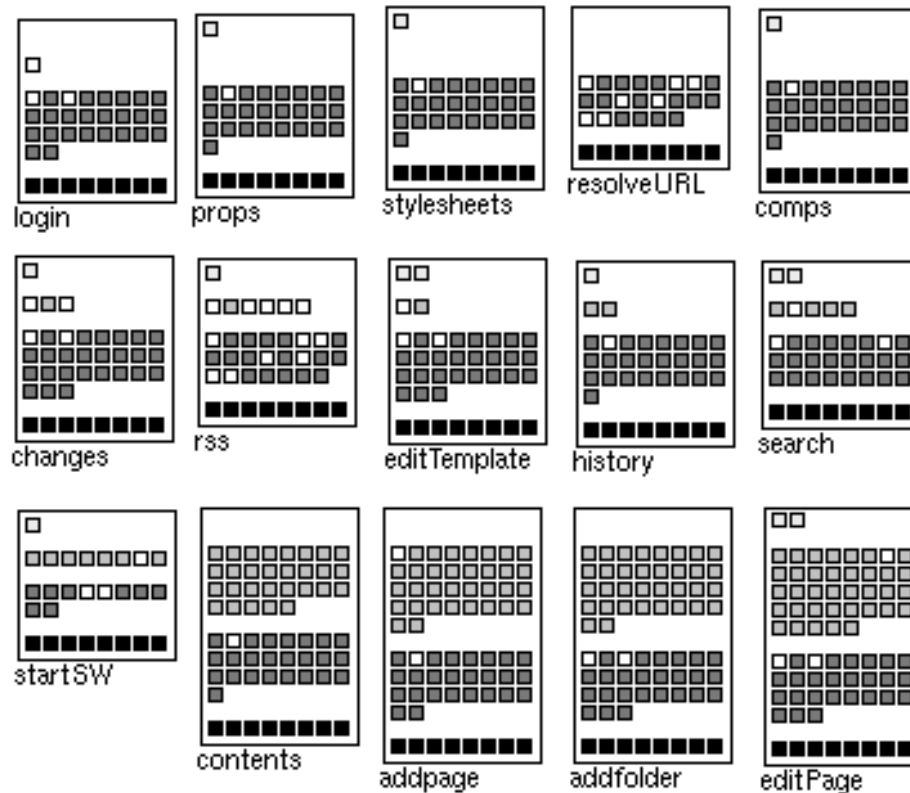 login
props
stylesheets
resolveURL
comps
changes
rss
editTemplate
history
search
startSW
contents
addpage
addfolder
editPage